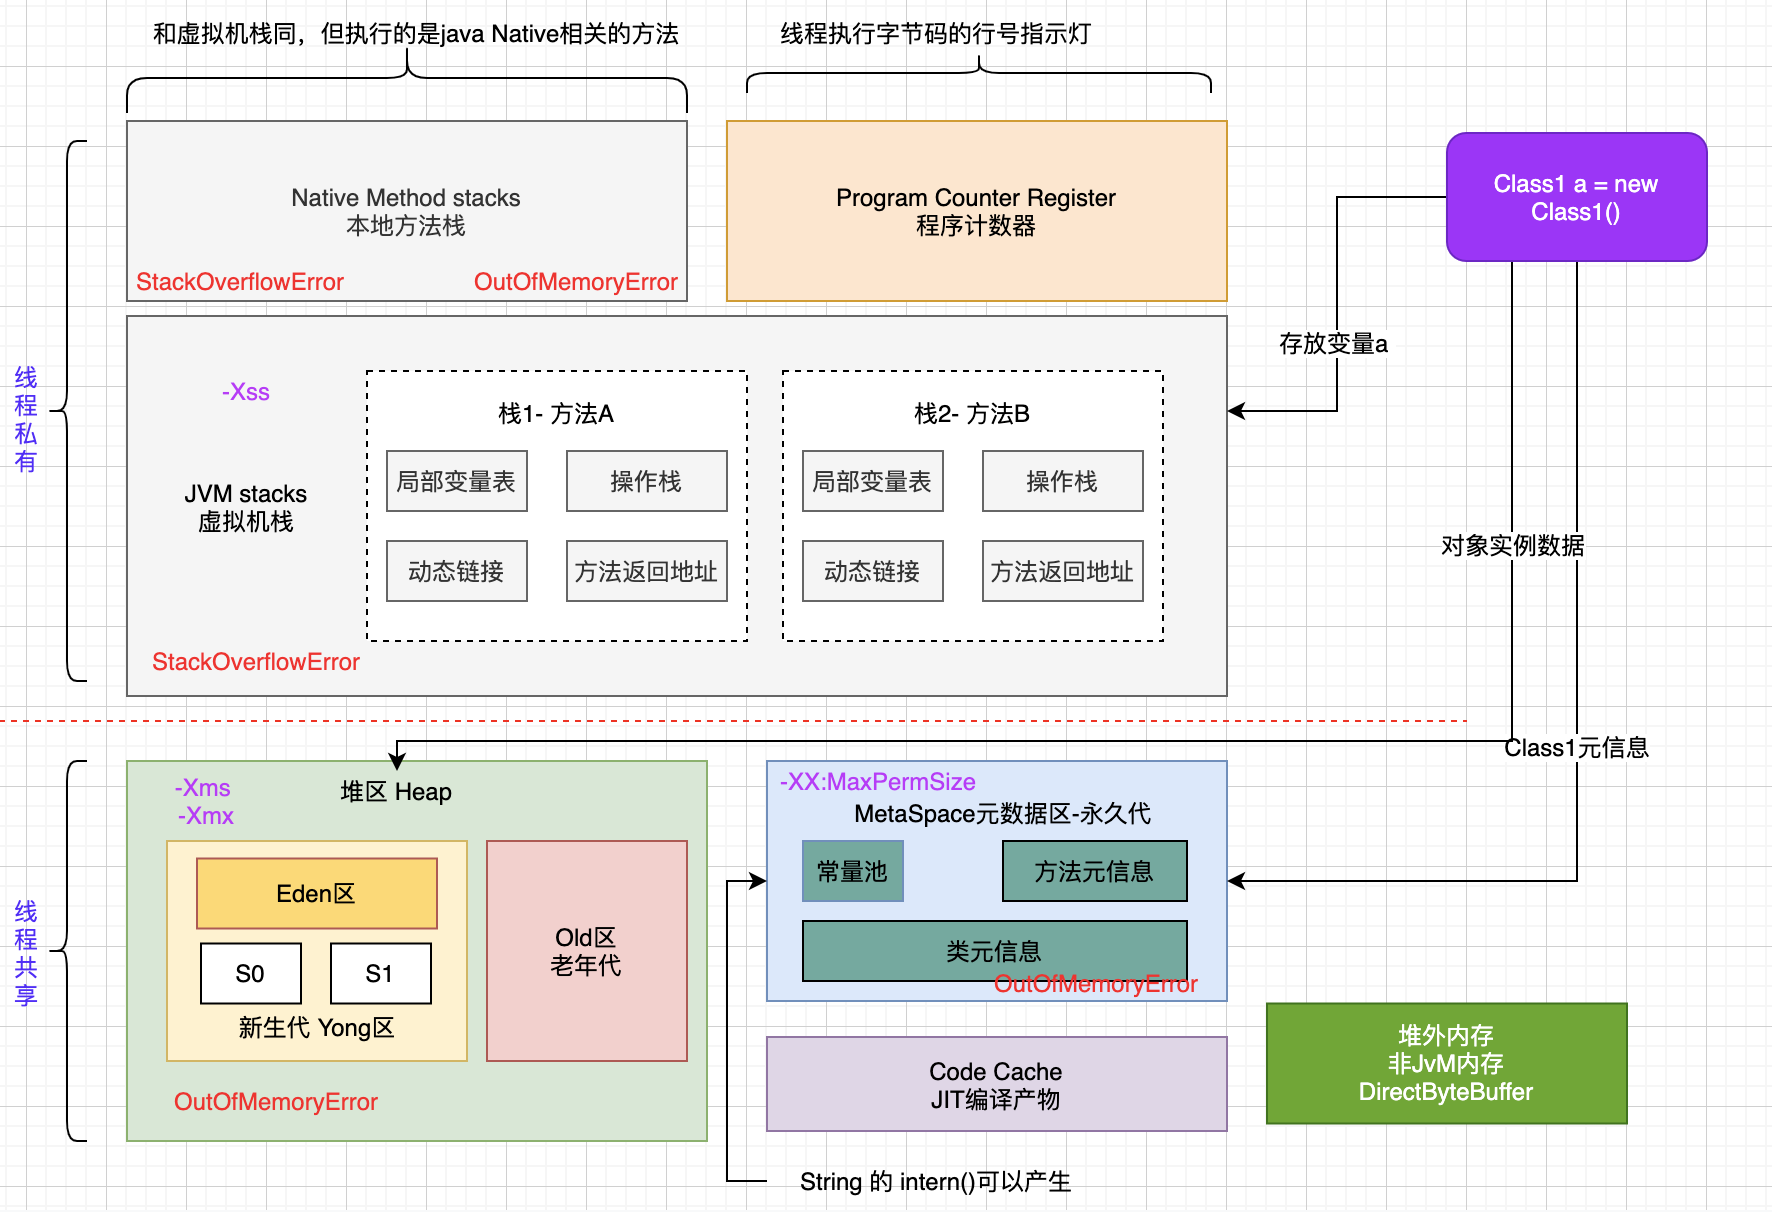 和虚拟机栈同，但执行的是java Native相关的方法
线程执行字节码的行号指示灯
Native Method stacks
本地方法栈
StackOverflowError
OutOfMemoryError
Program Counter Register
程序计数器
Class1 a = new
Class1()
存放变量a
线程私有
-Xss
JVM stacks
虚拟机栈
StackOverflowError
栈1- 方法A
局部变量表
操作栈
动态链接
方法返回地址
栈2- 方法B
局部变量表
操作栈
动态链接
方法返回地址
对象实例数据
Class1元信息
线程共享
-Xms
-Xmx
堆区 Heap
Eden区
S0
S1
新生代 Yong区
Old区
老年代
OutOfMemoryError
-XX:MaxPermSize
MetaSpace元数据区-永久代
常量池
方法元信息
类元信息
OutOfMemoryError
Code Cache
JIT编译产物
堆外内存
非JvM内存
DirectByteBuffer
String 的 intern()可以产生